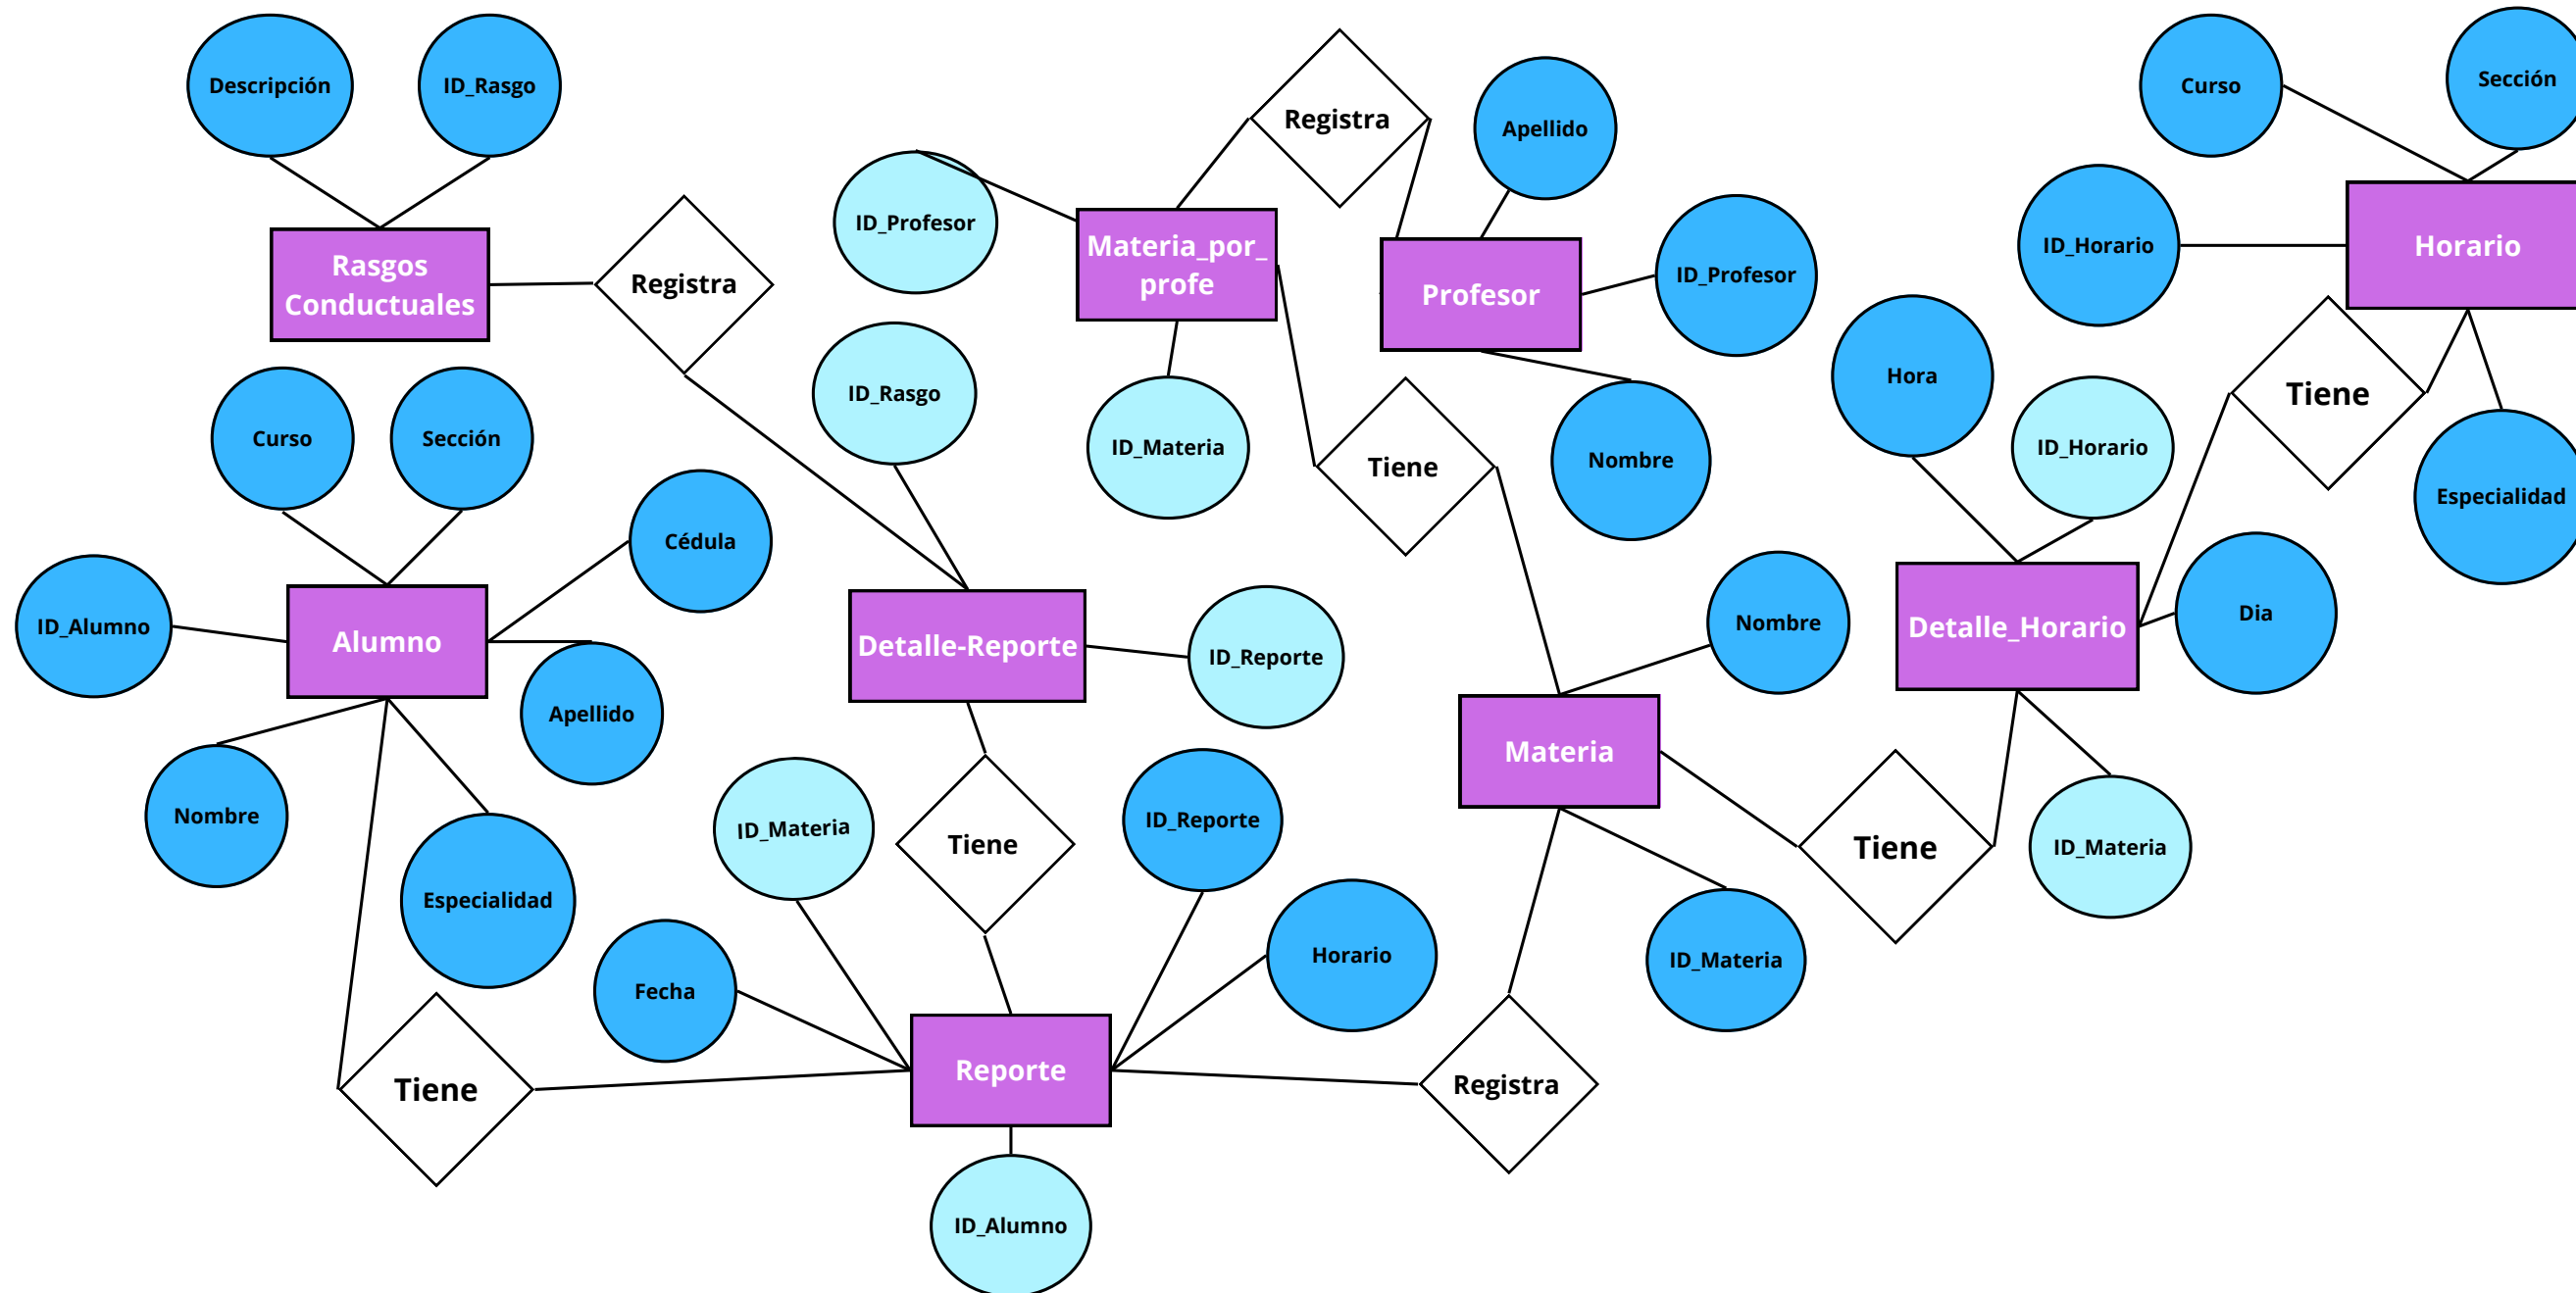 Descripción
ID_Rasgo
Registra
Apellido
Curso
Sección
ID_Profesor
Materia_por_
profe
Rasgos
Conductuales
Registra
Profesor
ID_Profesor
ID_Horario
Horario
ID_Rasgo
ID_Materia
Tiene
Nombre
Hora
ID_Horario
Tiene
Especialidad
Curso
Sección
Cédula
ID_Alumno
Alumno
Apellido
Detalle-Reporte
ID_Reporte
Nombre
Detalle_Horario
Dia
Nombre
Especialidad
ID_Materia
Tiene
ID_Reporte
Materia
Tiene
ID_Materia
Fecha
Horario
ID_Materia
Tiene
Reporte
Registra
ID_Alumno